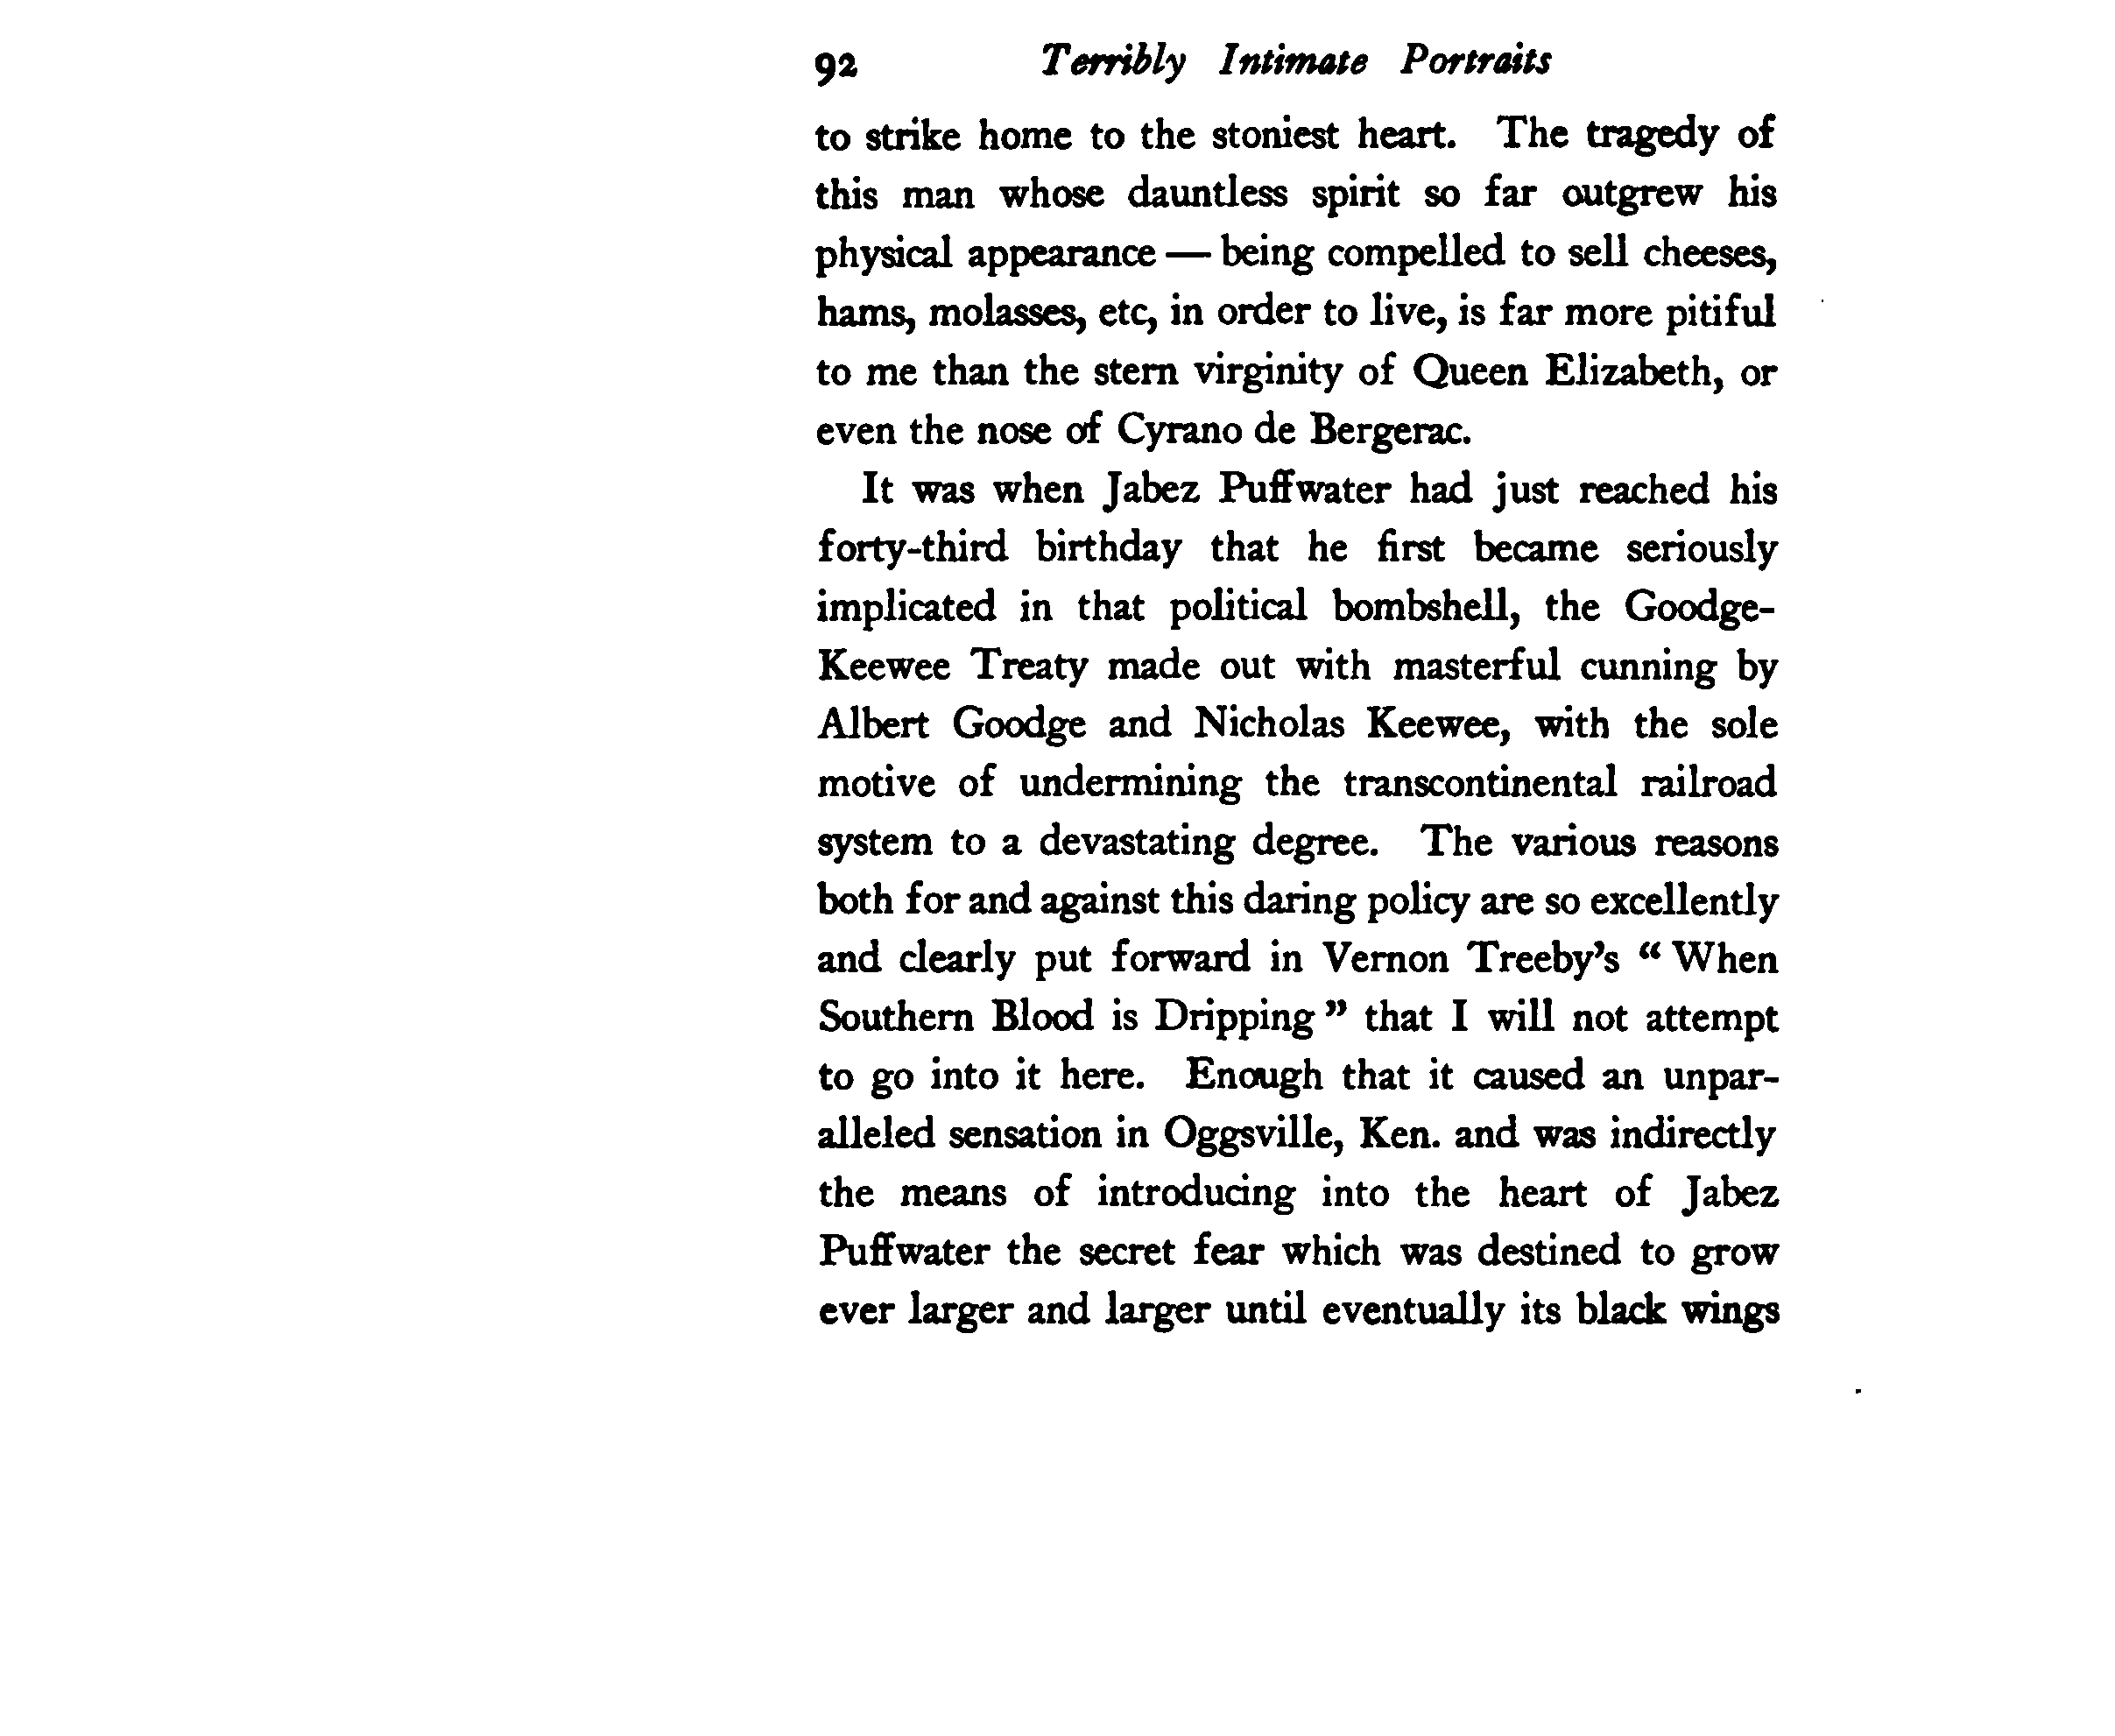 92 Terribly Intimate Portraits
to strike home to the stoniest heart. The tragedy of
this man whose dauntless spirit so far outgrew his
physical appearance — being compelled to sell cheeses,
hams, molasses, etc, in order to live, is far more pitiful
to me than the stern virginity of Queen Elizabeth, or
even the nose of Cyrano de Bergerac.
It was when Jabez Puffwater had just reached his
forty-third birthday that he first became seriously
implicated in that political bombshell, the Goodge-
Keewee Treaty made out with masterful cunning by
Albert Goodge and Nicholas Keewee, with the sole
motive of undermining the transcontinental railroad
system to a devastating degree. The various reasons
both for and against this daring policy are so excellently
and clearly put forward in Vernon Treeby's “ When
Southern Blood is Dripping ” that I will not attempt
to go into it here. Enough that it caused an unpar-
alleled sensation in Oggsville, Ken. and was indirectly
the means of introducing into the heart of Jabez
Puffwater the secret fear which was destined to grow
ever larger and larger until eventually its black wings